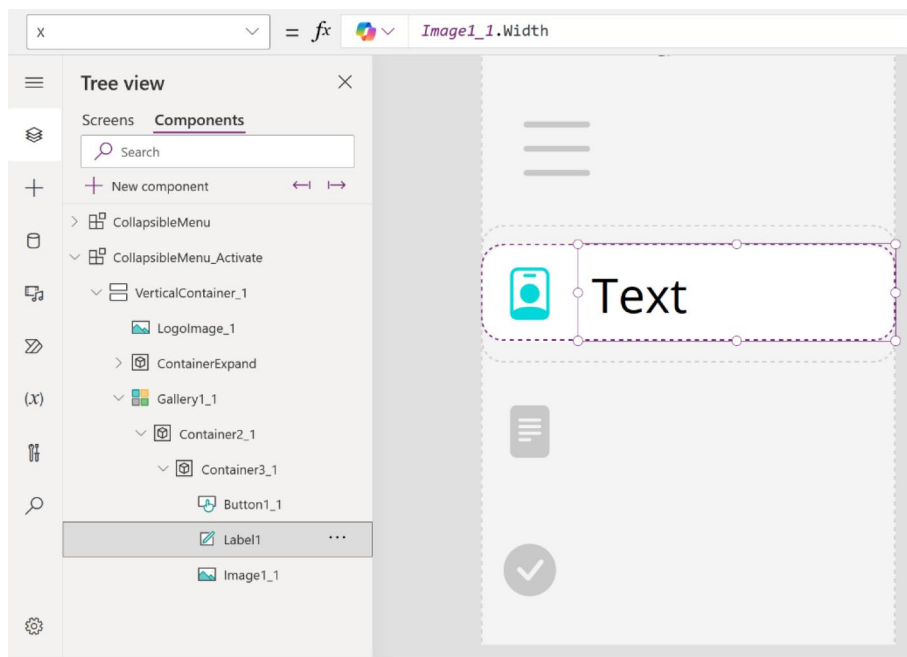 X = fx Image1_1.Width
Tree view
Screens Components
Search
New component
CollapsibleMenu
CollapsibleMenu_Activate
VerticalContainer_1
LogoImage_1
ContainerExpand
Gallery1_1
(x)
Container2_1
Container3_1
Button1_1
Label1 ...
Image1_1
Text